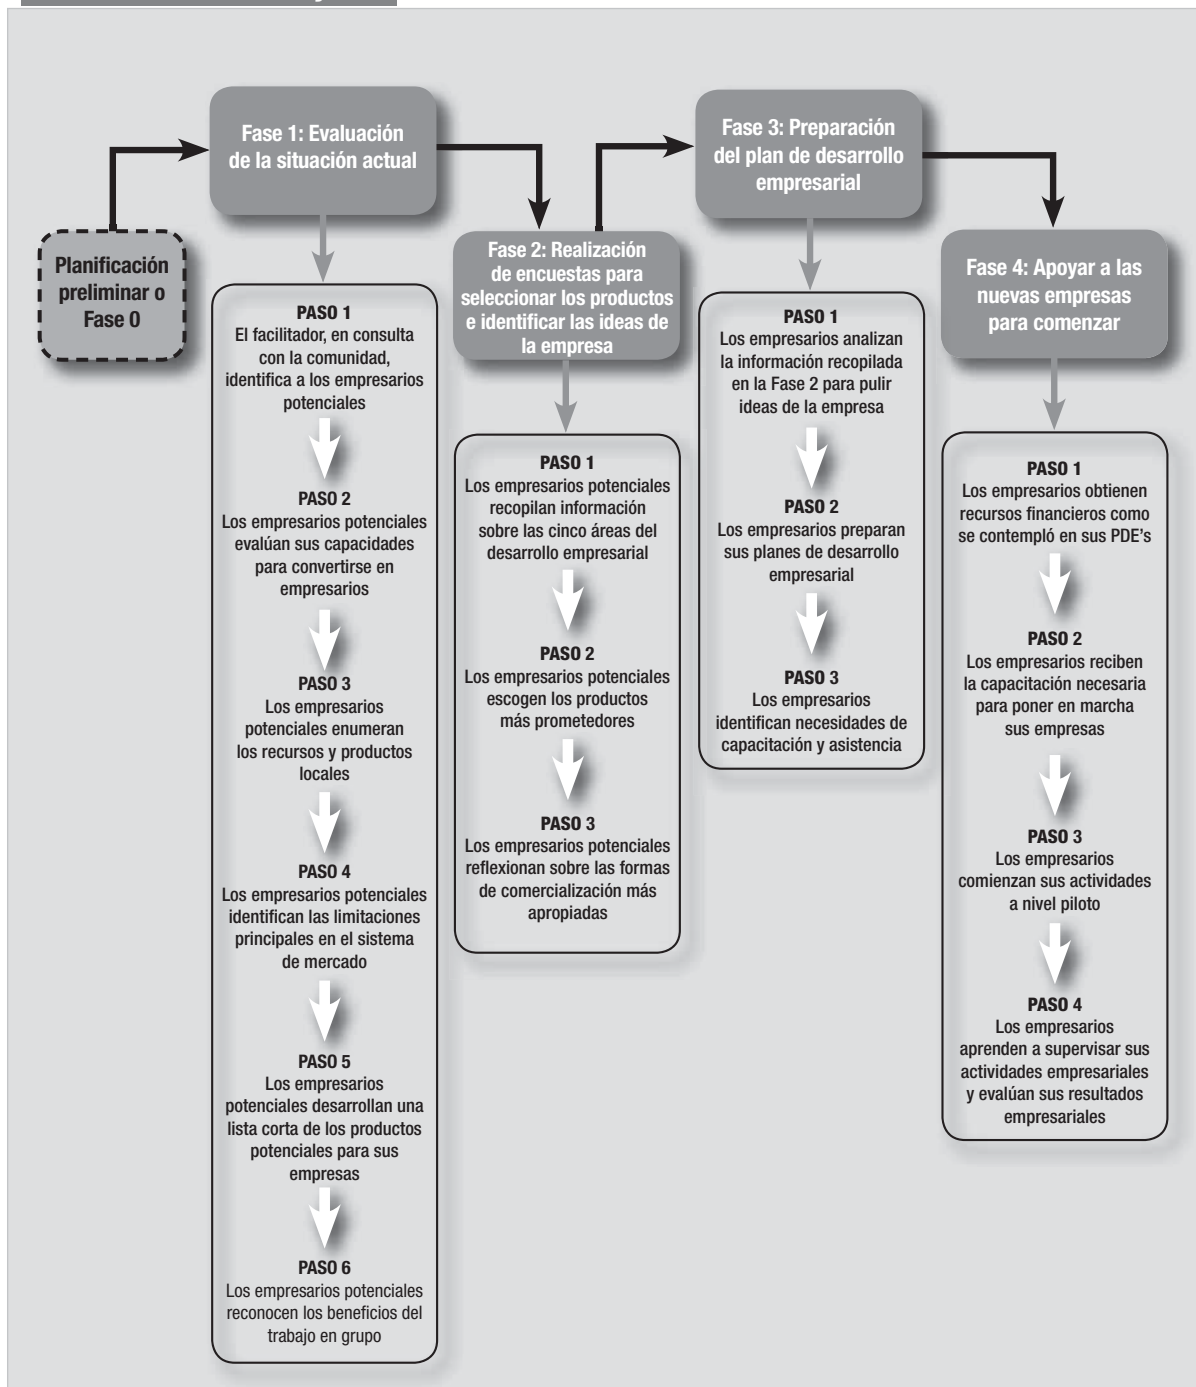 Planificación
preliminar o
Fase 0
Fase 1: Evaluación
de la situación actual
PASO 1
El facilitador, en consulta
con la comunidad,
identifica a los empresarios
potenciales
PASO 2
Los empresarios potenciales
evalúan sus capacidades
para convertirse en
empresarios
PASO 3
Los empresarios
potenciales enumeran
los recursos y productos
locales
PASO 4
Los empresarios potenciales
identifican las limitaciones
principales en el sistema
de mercado
PASO 5
Los empresarios
potenciales desarrollan una
lista corta de los productos
potenciales para sus
empresas
PASO 6
Los empresarios potenciales
reconocen los beneficios del
trabajo en grupo
Fase 2: Realización
de encuestas para
seleccionar los productos
e identificar las ideas de
la empresa
PASO 1
Los empresarios potenciales
recopilan información
sobre las cinco áreas del
desarrollo empresarial
PASO 2
Los empresarios potenciales
escogen los productos
más prometedores
PASO 3
Los empresarios potenciales
reflexionan sobre las formas
de comercialización más
apropiadas
Fase 3: Preparación
del plan de desarrollo
empresarial
PASO 1
Los empresarios analizan
la información recopilada
en la Fase 2 para pulir
ideas de la empresa
PASO 2
Los empresarios preparan
sus planes de desarrollo
empresarial
PASO 3
Los empresarios
identifican necesidades de
capacitación y asistencia
Fase 4: Apoyar a las
nuevas empresas
para comenzar
PASO 1
Los empresarios obtienen
recursos financieros como
se contempló en sus PDE's
PASO 2
Los empresarios reciben
la capacitación necesaria
para poner en marcha
sus empresas
PASO 3
Los empresarios
comienzan sus actividades
a nivel piloto
PASO 4
Los empresarios
aprenden a supervisar sus
actividades empresariales
y evalúan sus resultados
empresariales